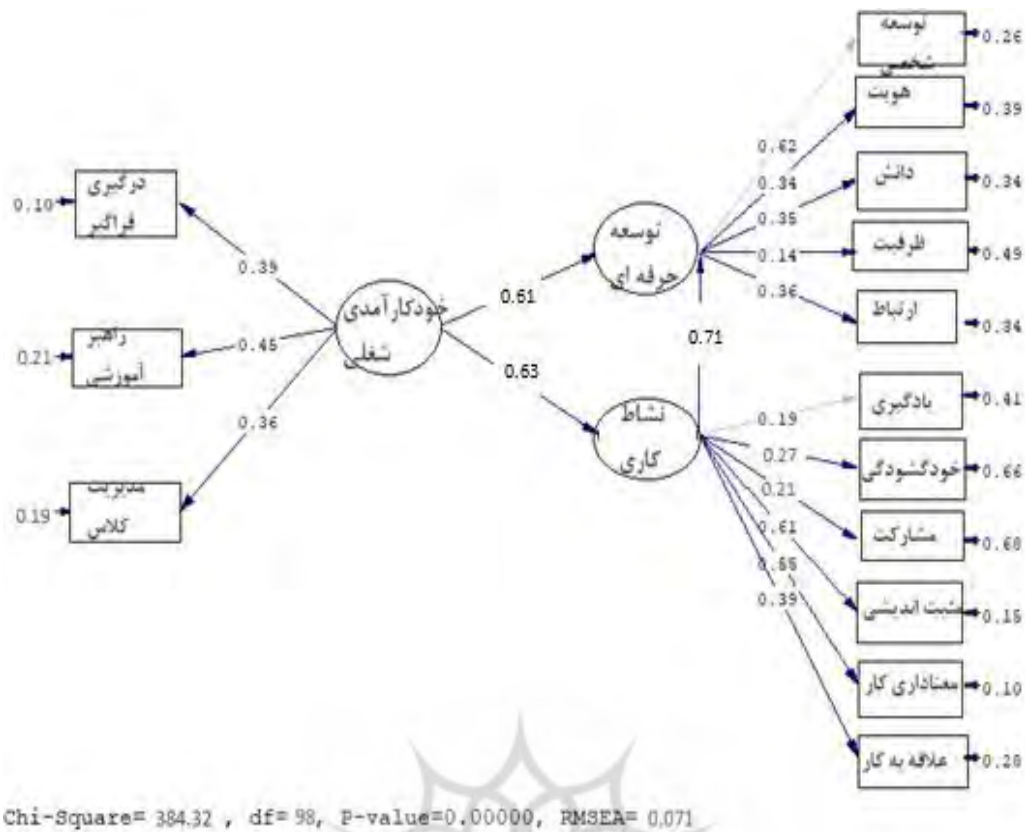 توسعه
شخصی
0.26
هویت
0.39
0.62
درگیری
فراگیر
0.10
0.34
دانش
0.34
0.35
توسعه
حرفه ای
0.14
ظرفیت
0.49
0.39
0.36
ارتباط
0.34
0.61
خودکارآمدی
شغلی
0.71
راهبر
آموزشی
0.21
0.45
0.63
یادگیری
0.41
0.19
نشاط
کاری
0.36
0.27
خودگشودگی
0.66
0.21
مدیریت
کلاس
0.19
مشارکت
0.60
0.61
0.55
0.39
مثبت اندیشی
0.15
معناداری کار
0.10
علاقه به کار
0.20
Chi-Square= 384.32 , df= 98, P-value=0.00000, RMSEA= 0.071